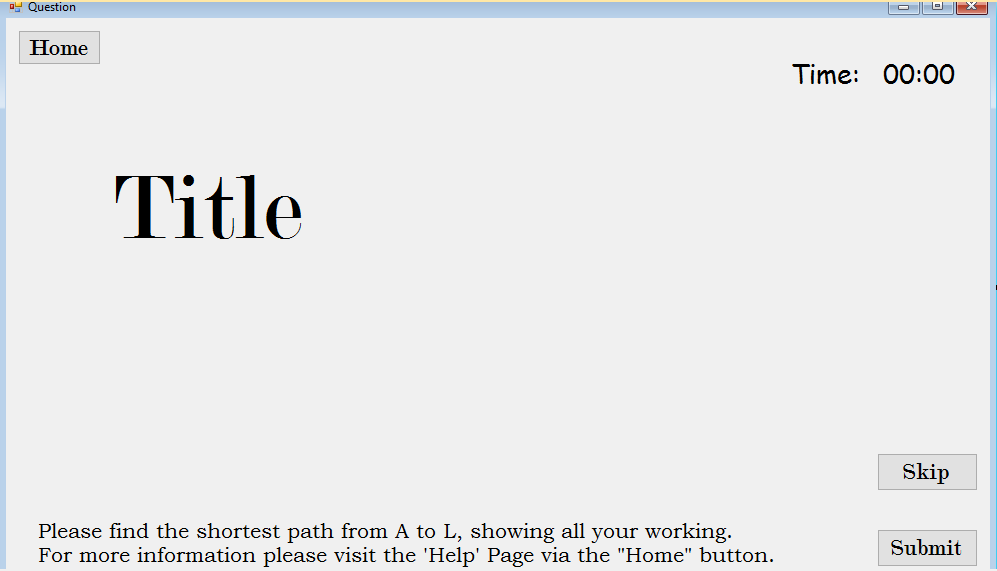 Question
Home
Time: 00:00
Title
Skip
Please find the shortest path from A to L, showing all your working.
For more information please visit the 'Help' Page via the "Home" button.
Submit